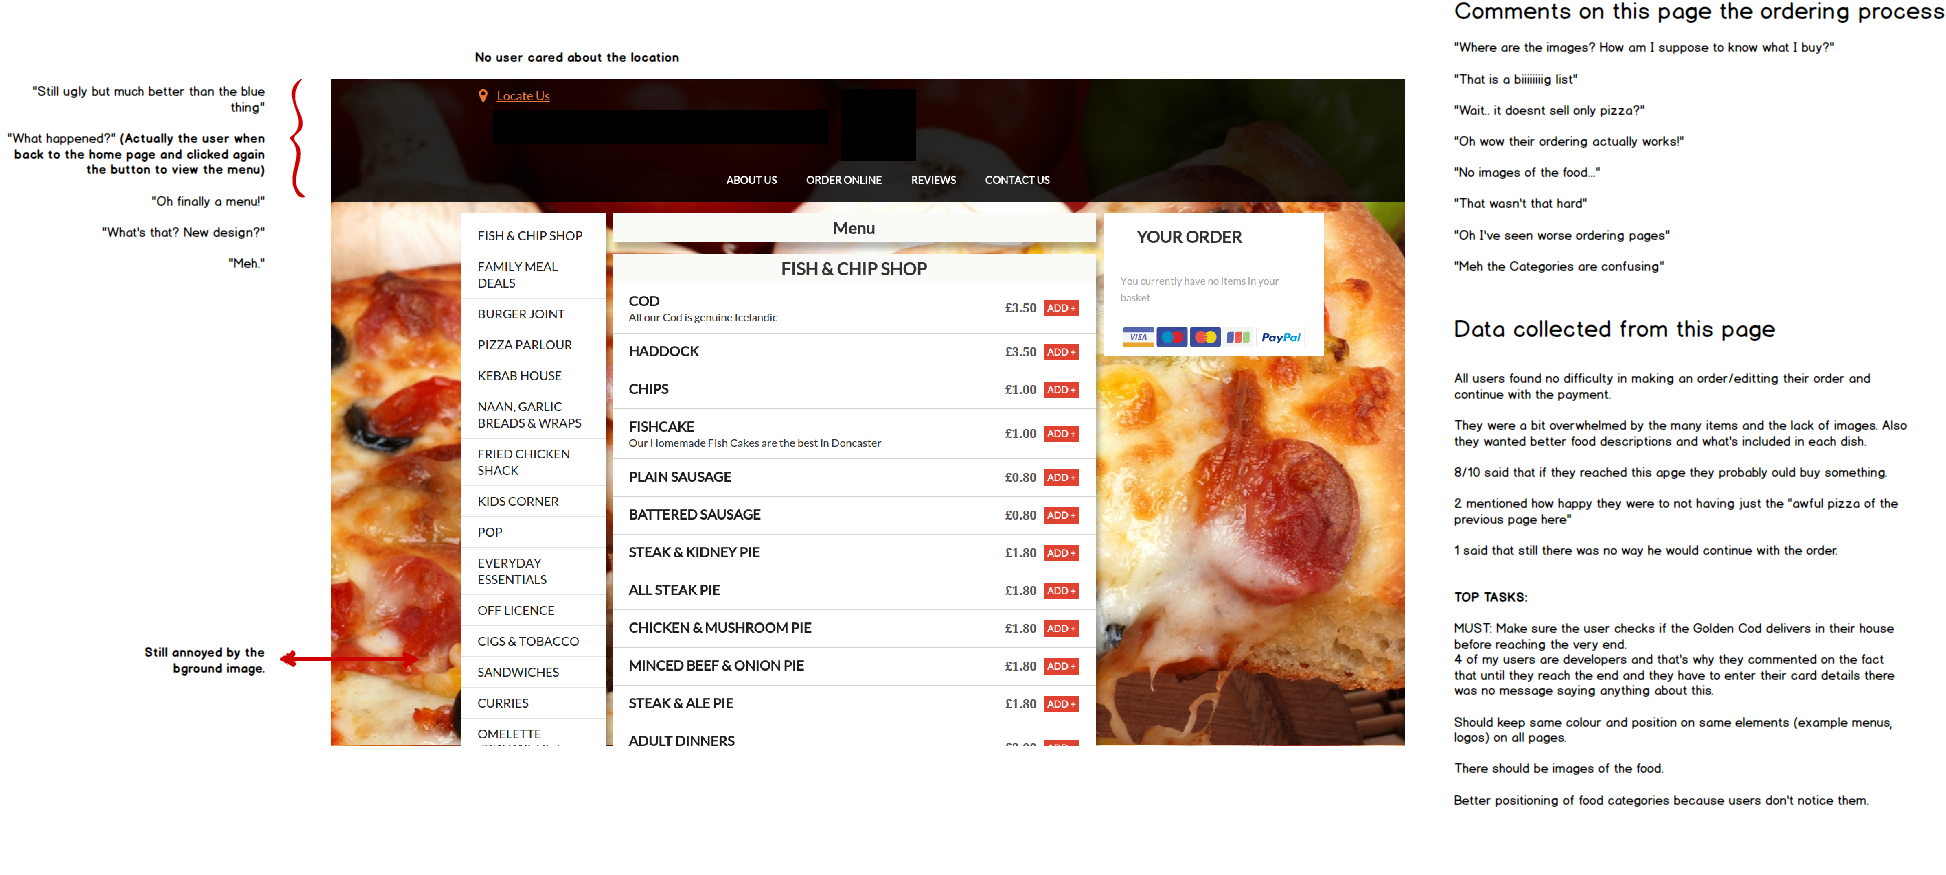 No user cared about the location
"Still ugly but much better than the blue
thing"
"What happened?" (Actually the user when
back to the home page and clicked again
the button to view the menu)
"Oh finally a menu!"
"What's that? New design?"
"Meh."
Still annoyed by the
bground image.
Locate Us
ABOUT US
ORDER ONLINE
REVIEWS
CONTACT US
FISH & CHIP SHOP
FAMILY MEAL
DEALS
BURGER JOINT
PIZZA PARLOUR
KEBAB HOUSE
NAAN, GARLIC
BREADS & WRAPS
FRIED CHICKEN
SHACK
KIDS CORNER
POP
EVERYDAY
ESSENTIALS
OFF LICENCE
CIGS & TOBACCO
SANDWICHES
CURRIES
OMELETTE
Menu
FISH & CHIP SHOP
COD £3.50 ADD +
All our Cod is genuine Icelandic
HADDOCK £3.50 ADD +
CHIPS £1.00 ADD +
FISHCAKE £1.00 ADD +
Our Homemade Fish Cakes are the best in Doncaster
PLAIN SAUSAGE £0.80 ADD +
BATTERED SAUSAGE £0.80 ADD +
STEAK & KIDNEY PIE £1.80 ADD +
ALL STEAK PIE £1.80 ADD +
CHICKEN & MUSHROOM PIE £1.80 ADD +
MINCED BEEF & ONION PIE £1.80 ADD +
STEAK & ALE PIE £1.80 ADD +
ADULT DINNERS
YOUR ORDER
You currently have no items in your
basket
VISA
PayPal
Comments on this page the ordering process
"Where are the images? How am I suppose to know what I buy?"
"That is a biiiiiiiig list"
"Wait.. it doesnt sell only pizza?"
"Oh wow their ordering actually works!"
"No images of the food..."
"That wasn't that hard"
"Oh I've seen worse ordering pages"
"Meh the Categories are confusing"
Data collected from this page
All users found no difficulty in making an order/editting their order and
continue with the payment.
They were a bit overwhelmed by the many items and the lack of images. Also
they wanted better food descriptions and what's included in each dish.
8/10 said that if they reached this apge they probably ould buy something.
2 mentioned how happy they were to not having just the "awful pizza of the
previous page here"
1 said that still there was no way he would continue with the order.
TOP TASKS:
MUST: Make sure the user checks if the Golden Cod delivers in their house
before reaching the very end.
4 of my users are developers and that's why they commented on the fact
that until they reach the end and they have to enter their card details there
was no message saying anything about this.
Should keep same colour and position on same elements (example menus,
logos) on all pages.
There should be images of the food.
Better positioning of food categories because users don't notice them.